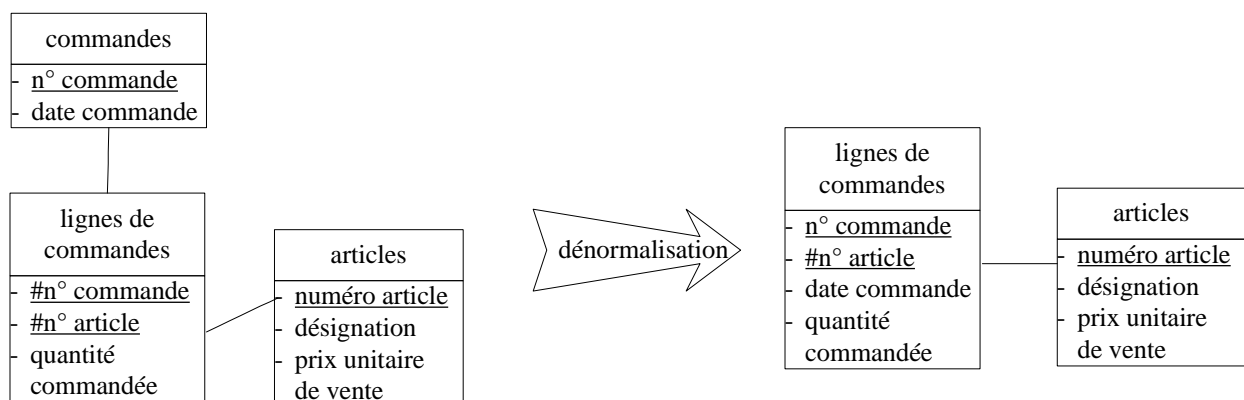 commandes
- n° commande
- date commande
lignes de
commandes
- #n° commande
- #n° article
- quantité
commandée
articles
- numéro article
- désignation
- prix unitaire
de vente
dénormalisation
lignes de
commandes
- n° commande
- #n° article
- date commande
- quantité
commandée
articles
- numéro article
- désignation
- prix unitaire
de vente